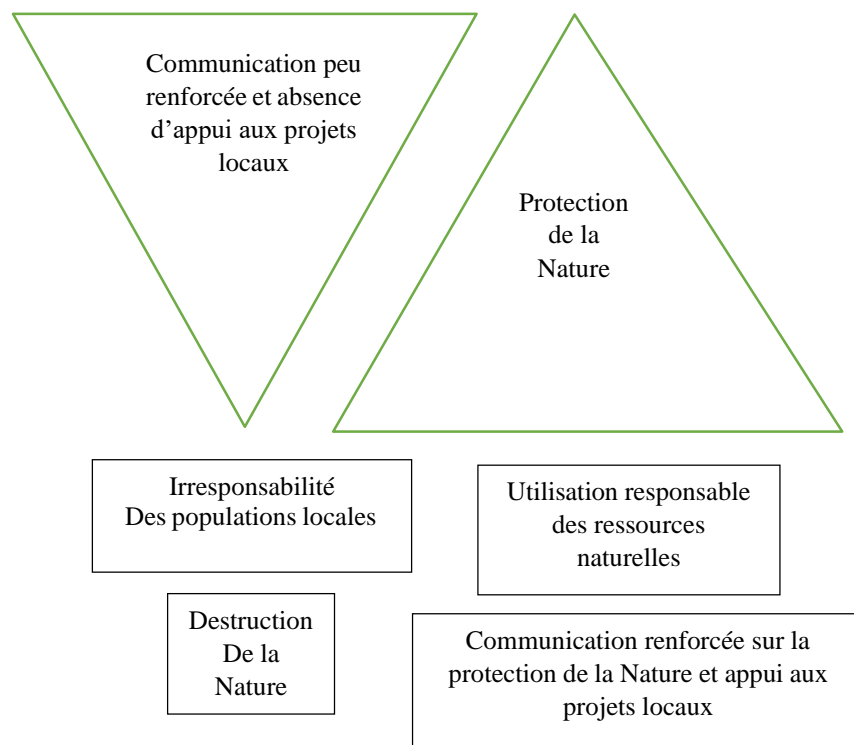 Communication peu
renforcée et absence
d’appui aux projets
locaux
Protection
de la
Nature
Irresponsabilité
Des populations locales
Utilisation responsable
des ressources
naturelles
Destruction
De la
Nature
Communication renforcée sur la
protection de la Nature et appui aux
projets locaux